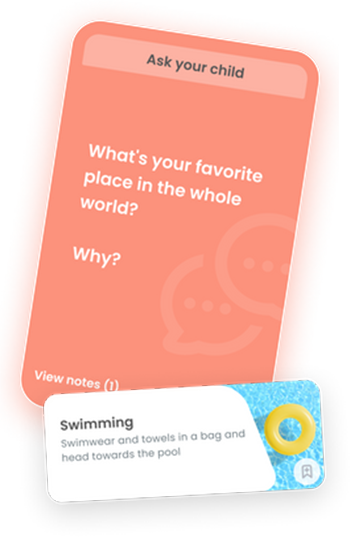 Ask your child
What's your favorite
place in the whole
world?
Why?
View notes (1)
Swimming
Swimwear and towels in a bag and
head towards the pool